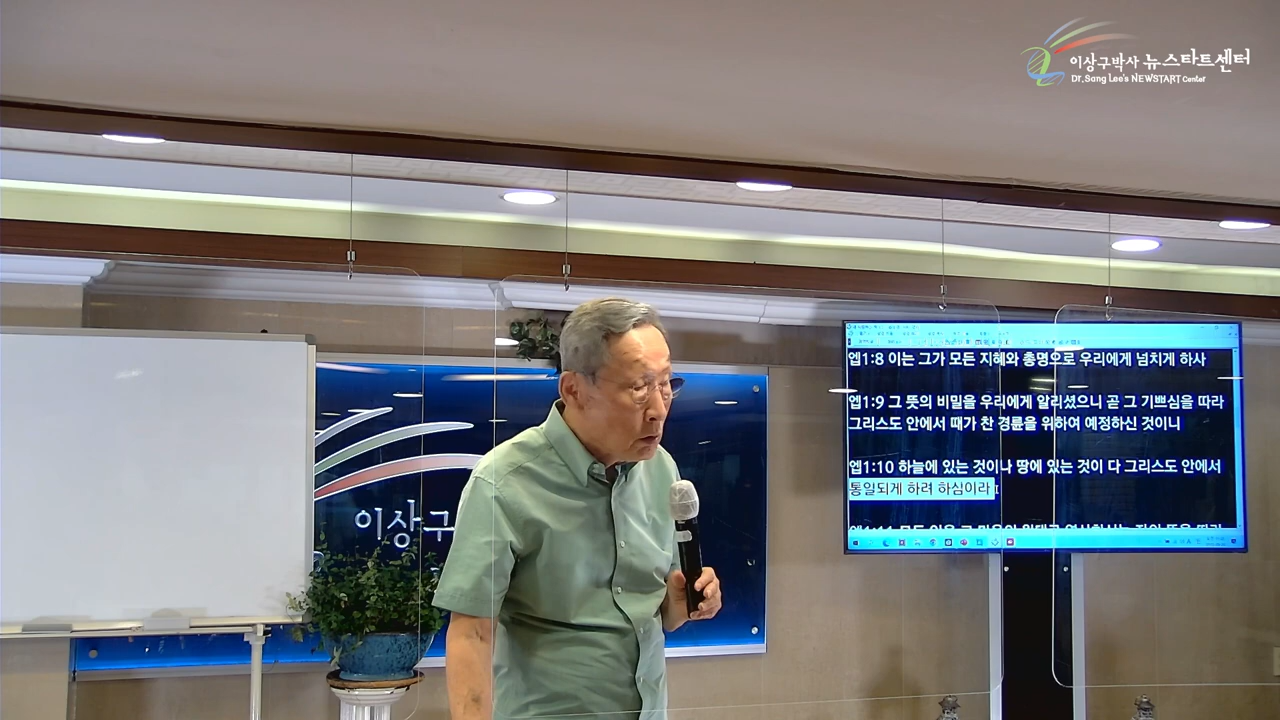 이상구박사 뉴스타트센터
Dr. Sang Lee's NEWSTART Center
엡1:8 이는 그가 모든 지혜와 총명으로 우리에게 넘치게 하사
엡1:9 그 뜻의 비밀을 우리에게 알리셨으니 곧 그 기쁘심을 따라
그리스도 안에서 때가 찬 경륜을 위하여 예정하신 것이니
엡1:10 하늘에 있는 것이나 땅에 있는 것이 다 그리스도 안에서
통일되게 하려 하심이라
이상구